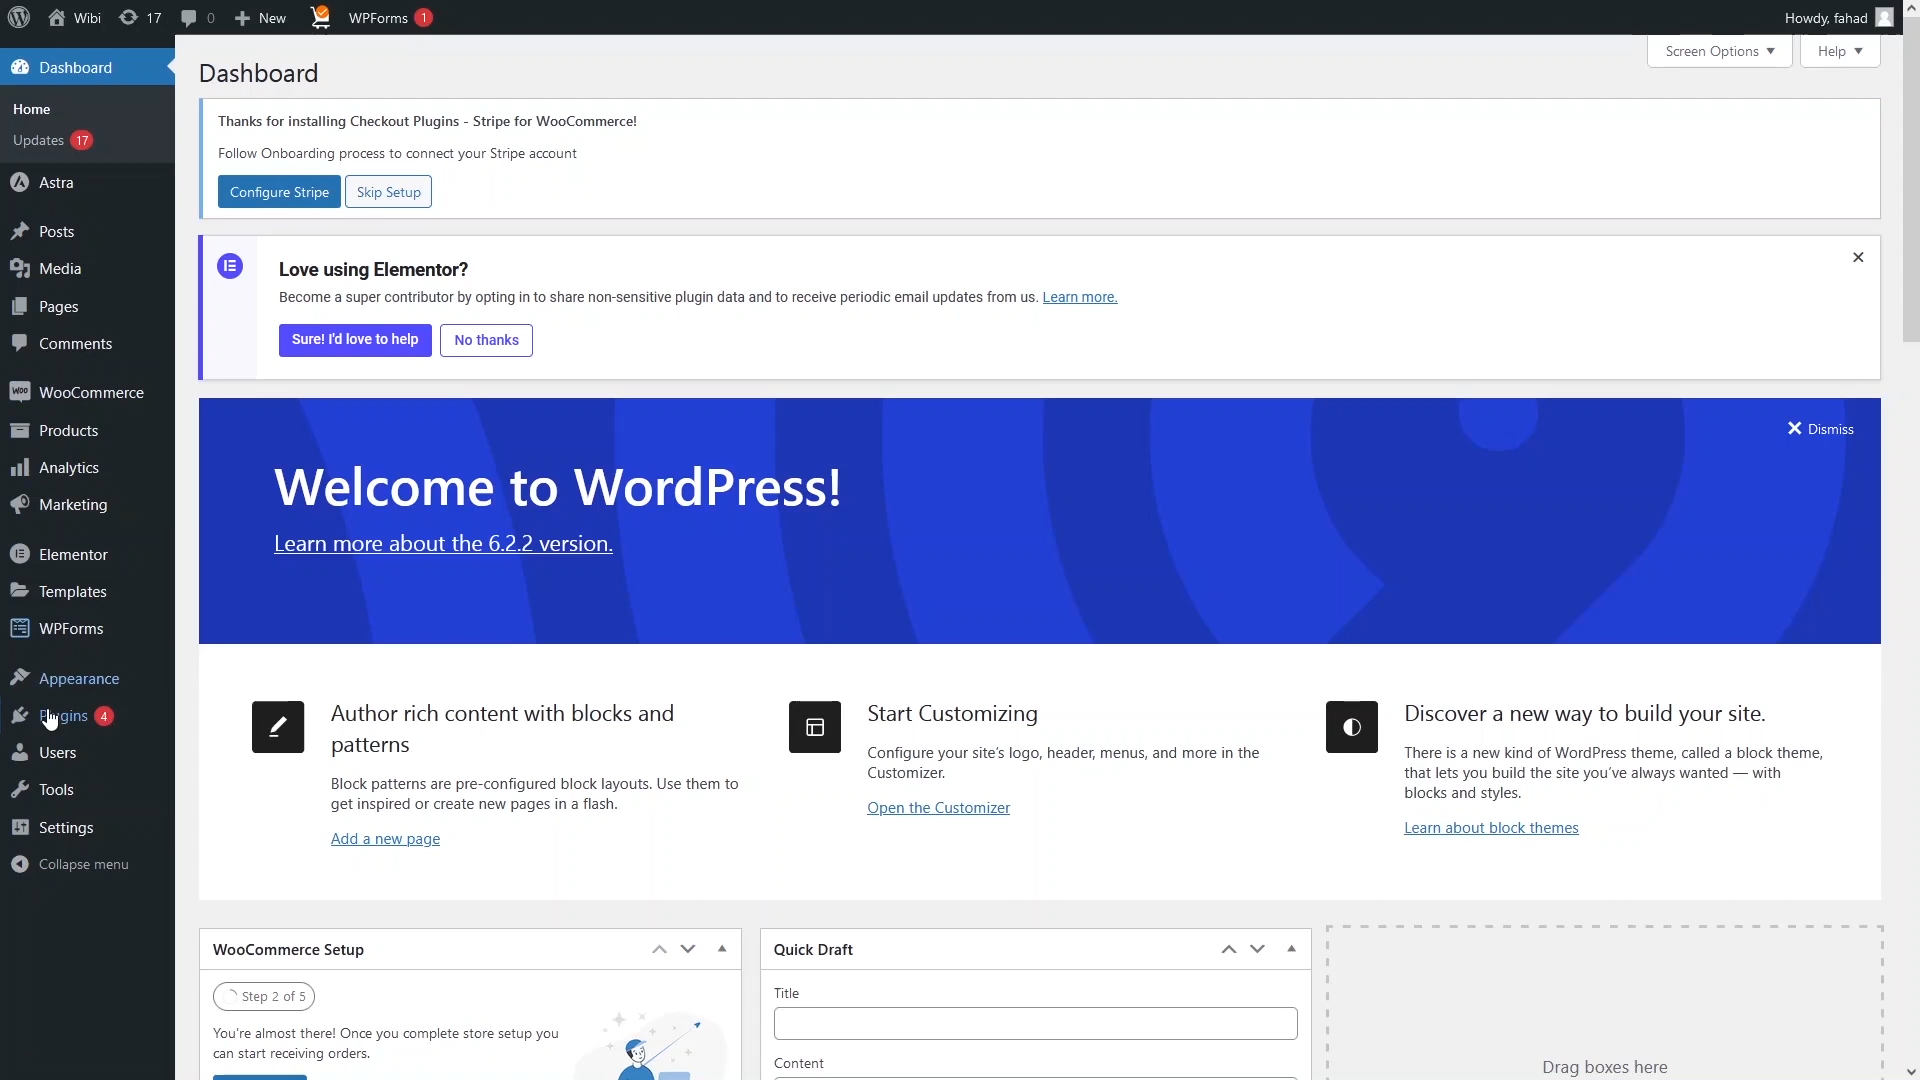 Wibi
17
0
New
WPForms
1
Howdy, fahad
Dashboard
Home
Updates 17
Astra
Posts
Media
Pages
Comments
WooCommerce
Products
Analytics
Marketing
Elementor
Templates
WPForms
Appearance
Plugins 4
Users
Tools
Settings
Collapse menu
Screen Options
Help
Dashboard
Thanks for installing Checkout Plugins - Stripe for WooCommerce!
Follow Onboarding process to connect your Stripe account
Configure Stripe
Skip Setup
Love using Elementor?
Become a super contributor by opting in to share non-sensitive plugin data and to receive periodic email updates from us. Learn more.
Sure! I'd love to help
No thanks
Dismiss
Welcome to WordPress!
Learn more about the 6.2.2 version.
Author rich content with blocks and
patterns
Block patterns are pre-configured block layouts. Use them to
get inspired or create new pages in a flash.
Add a new page
Start Customizing
Configure your site’s logo, header, menus, and more in the
Customizer.
Open the Customizer
Discover a new way to build your site.
There is a new kind of WordPress theme, called a block theme,
that lets you build the site you’ve always wanted — with
blocks and styles.
Learn about block themes
WooCommerce Setup
Step 2 of 5
You're almost there! Once you complete store setup you
can start receiving orders.
Quick Draft
Title
Content
Drag boxes here